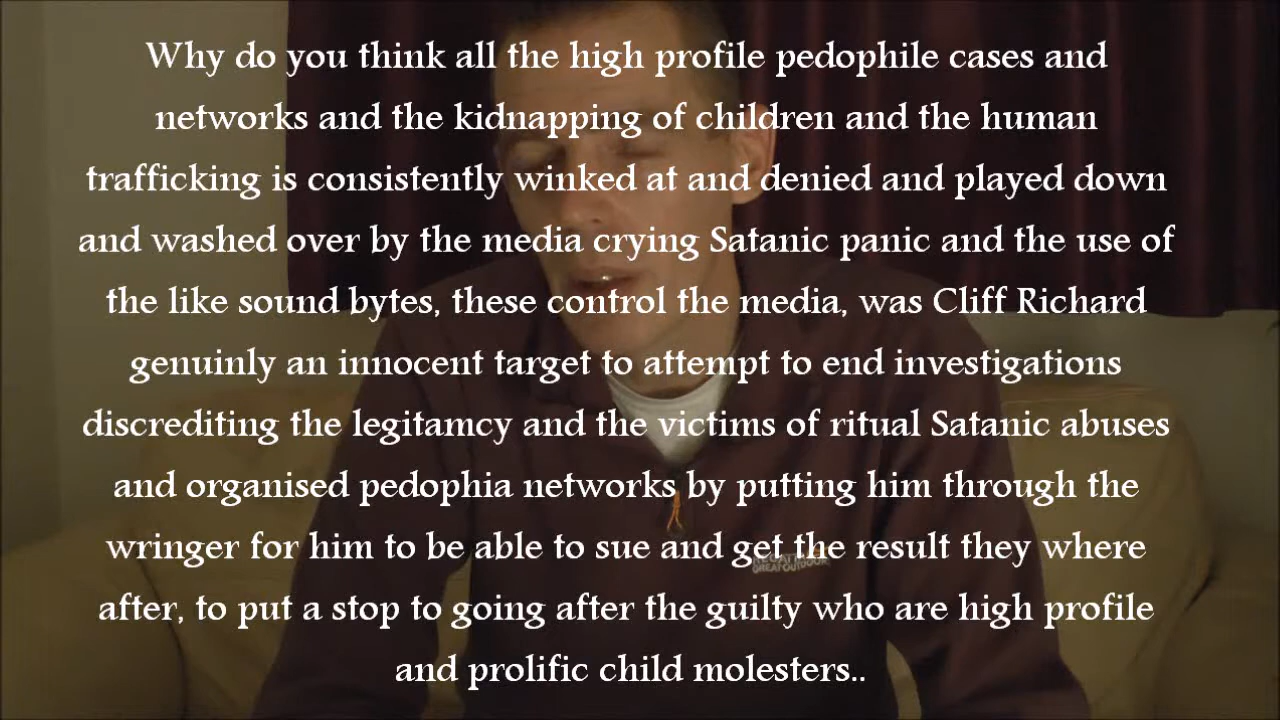 Why do you think all the high profile pedophile cases and
networks and the kidnapping of children and the human
trafficking is consistently winked at and denied and played down
and washed over by the media crying Satanic panic and the use of
the like sound bytes, these control the media, was Cliff Richard
genuinly an innocent target to attempt to end investigations
discrediting the legitamcy and the victims of ritual Satanic abuses
and organised pedophia networks by putting him through the
wringer for him to be able to sue and get the result they where
GREAT OUTDOORS
after, to put a stop to going after the guilty who are high profile
and prolific child molesters..